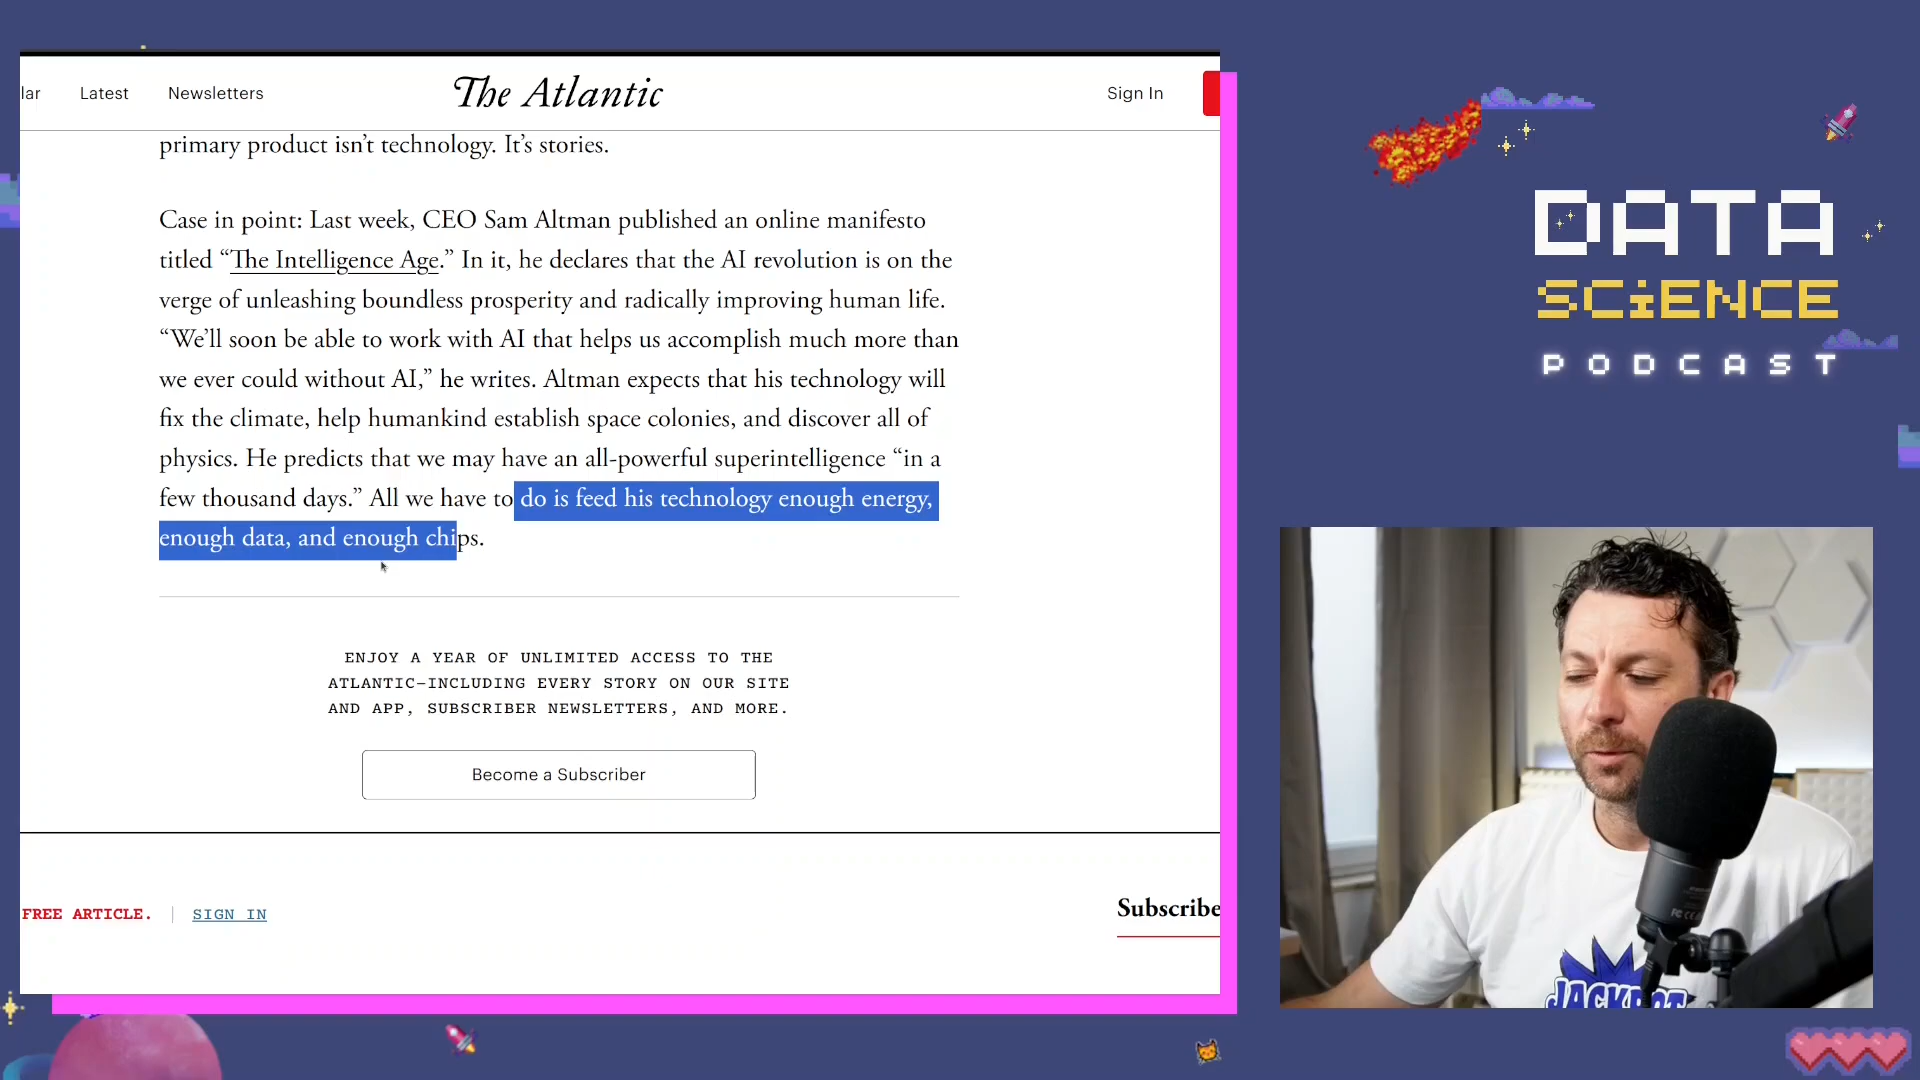 lar Latest Newsletters The Atlantic Sign In
primary product isn’t technology. It’s stories.
Case in point: Last week, CEO Sam Altman published an online manifesto
titled “The Intelligence Age.” In it, he declares that the AI revolution is on the
verge of unleashing boundless prosperity and radically improving human life.
“We’ll soon be able to work with AI that helps us accomplish much more than
we ever could without AI,” he writes. Altman expects that his technology will
fix the climate, help humankind establish space colonies, and discover all of
physics. He predicts that we may have an all-powerful superintelligence “in a
few thousand days.” All we have to do is feed his technology enough energy,
enough data, and enough chips.
ENJOY A YEAR OF UNLIMITED ACCESS TO THE
ATLANTIC—INCLUDING EVERY STORY ON OUR SITE
AND APP, SUBSCRIBER NEWSLETTERS, AND MORE.
Become a Subscriber
FREE ARTICLE. | SIGN IN
Subscribe
DATA
SCiENCE
PODCAST
JACKPOT